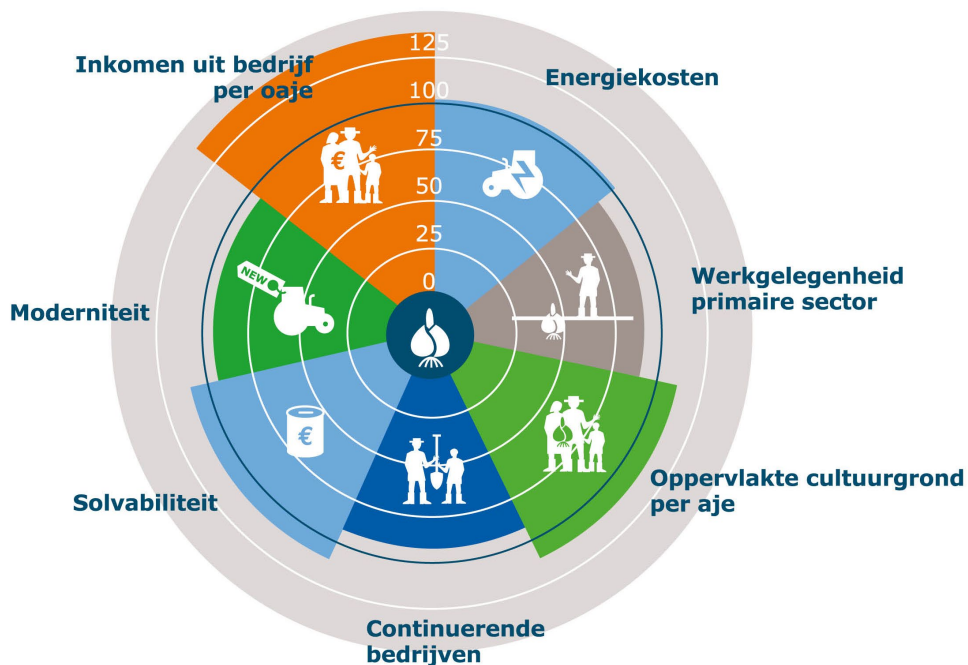 Inkomen uit bedrijf
per oaje
Energiekosten
125
100
75
50
25
0
Werkgelegenheid
primaire sector
Oppervlakte cultuurgrond
per aje
Continuerende
bedrijven
Solvabiliteit
€
Moderniteit
NEW
€